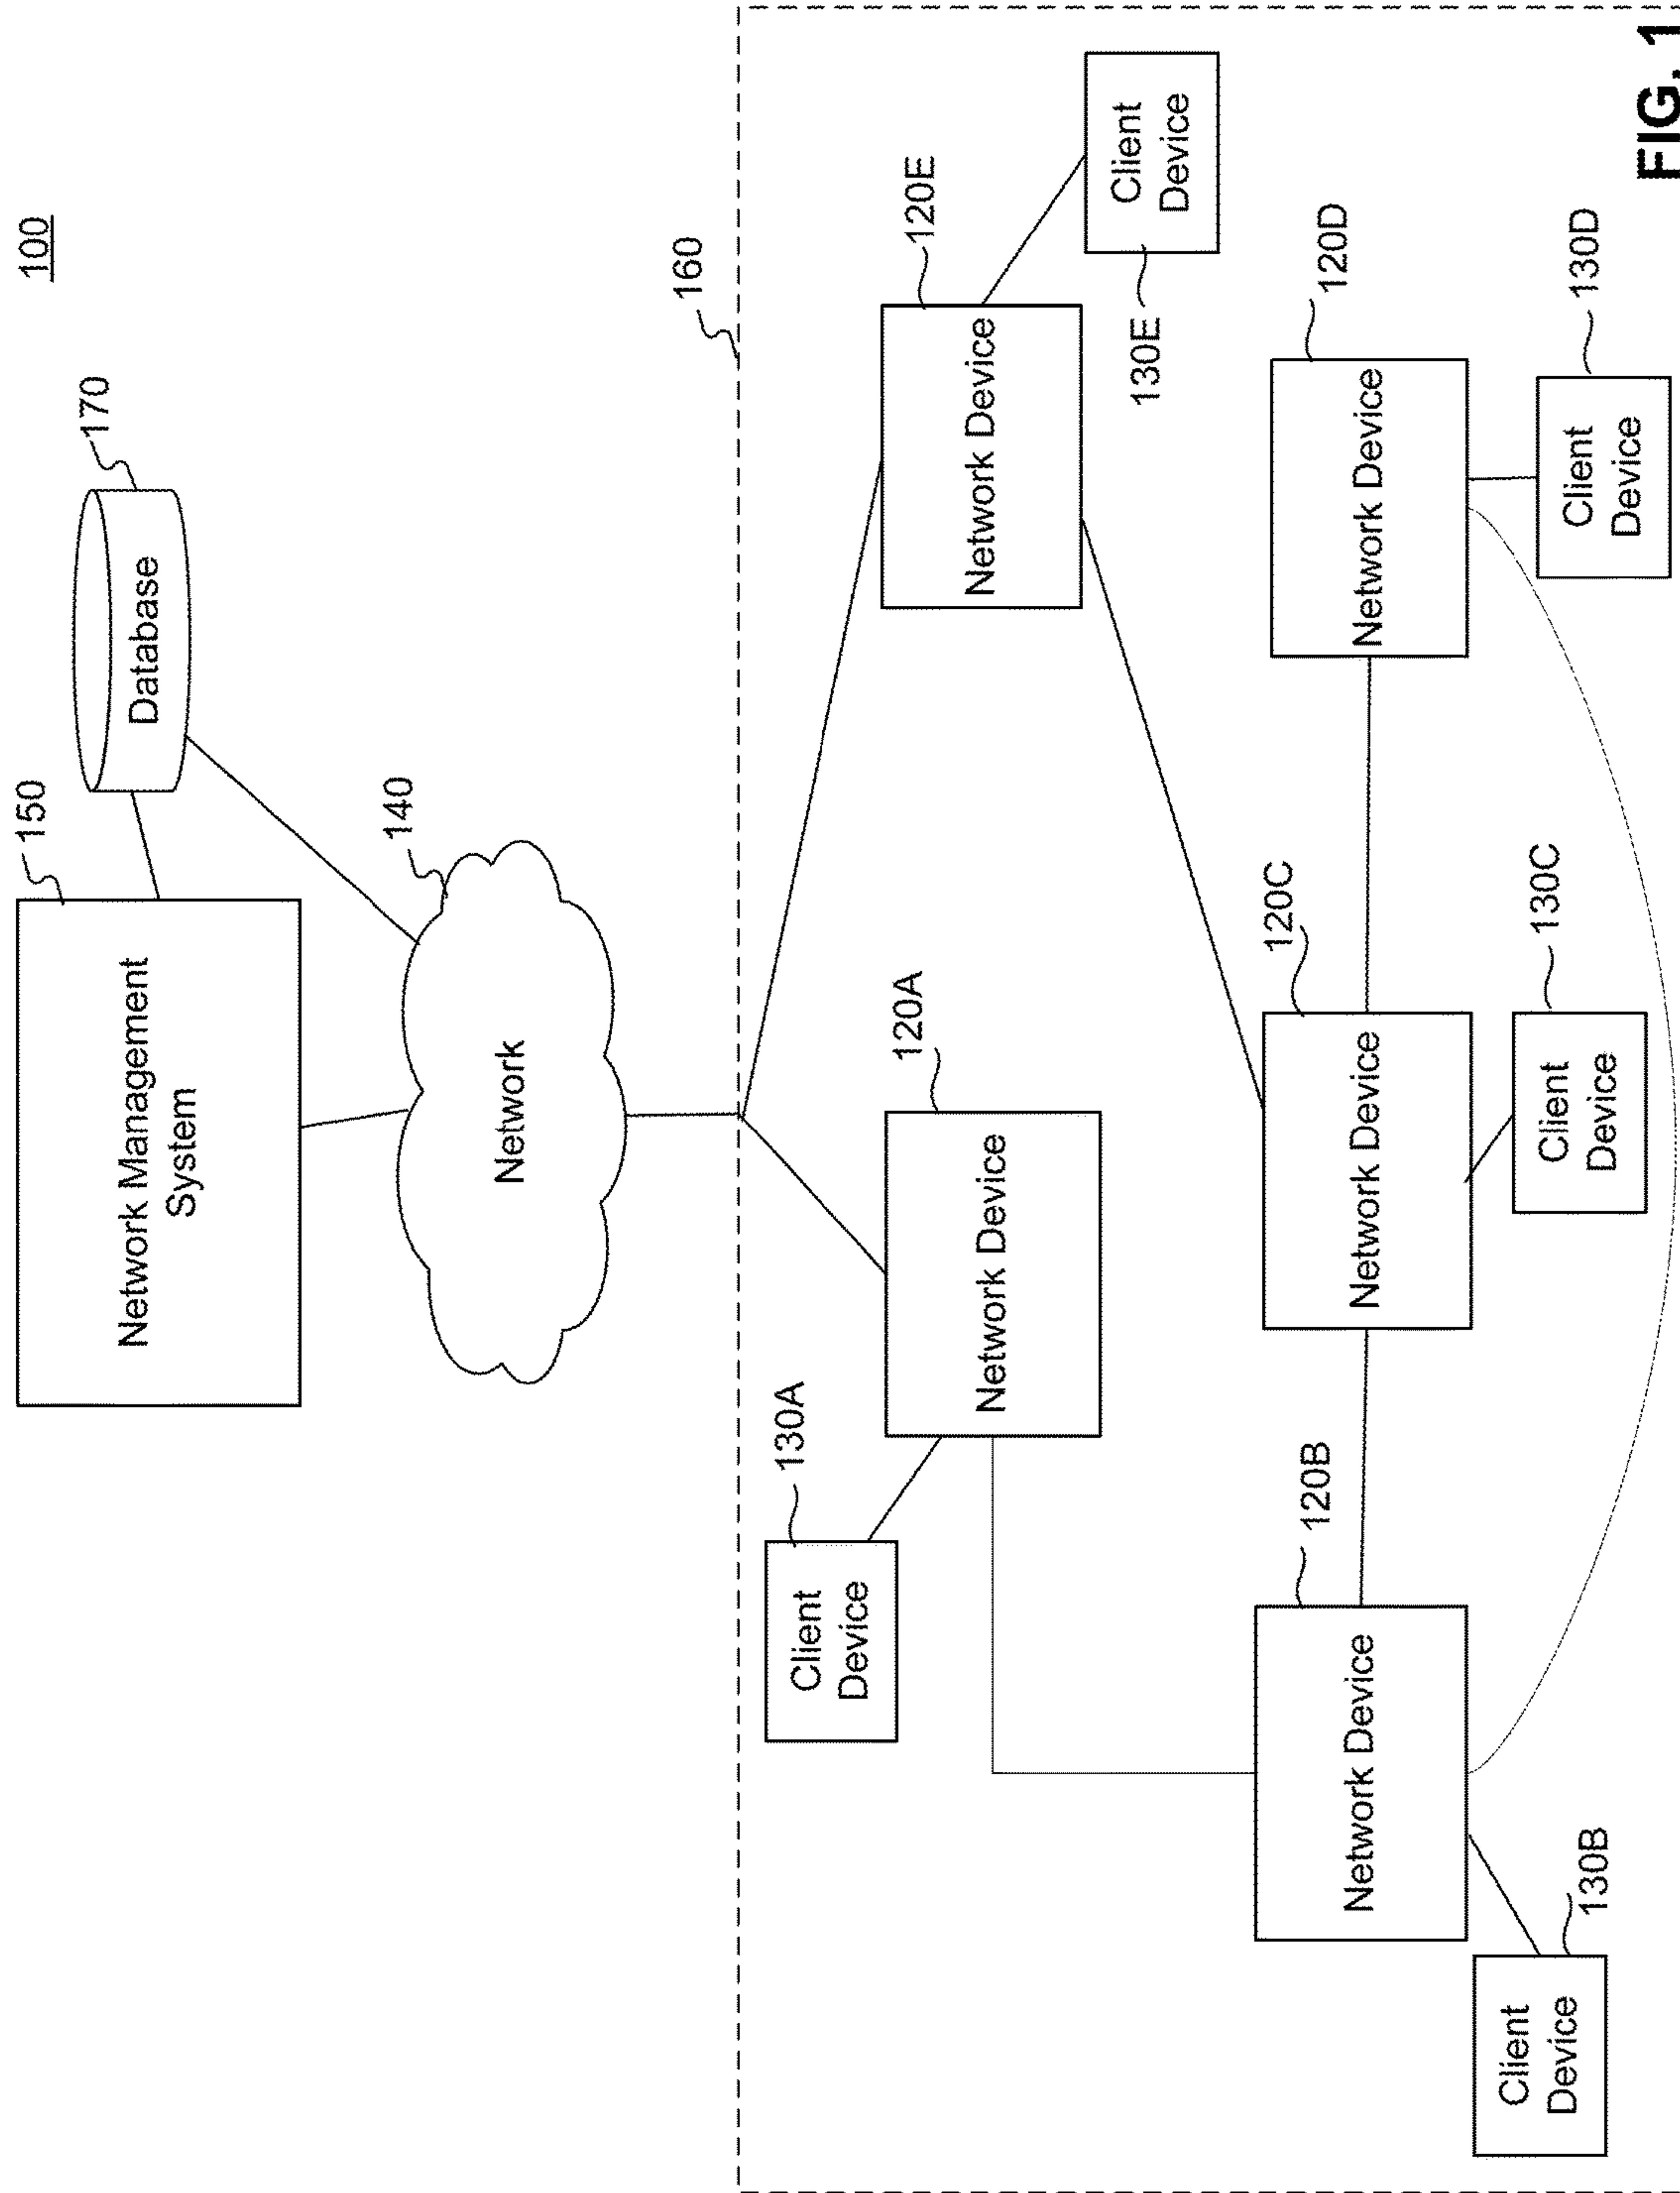 100
170
Database
150
Network Management
System
140
Network
160
130A
Client
Device
120A
Network Device
120E
Network Device
Client
Device
130E
120B
Network Device
120C
Network Device
120D
Network Device
130B
Client
Device
130C
Client
Device
130D
Client
Device
FIG. 1